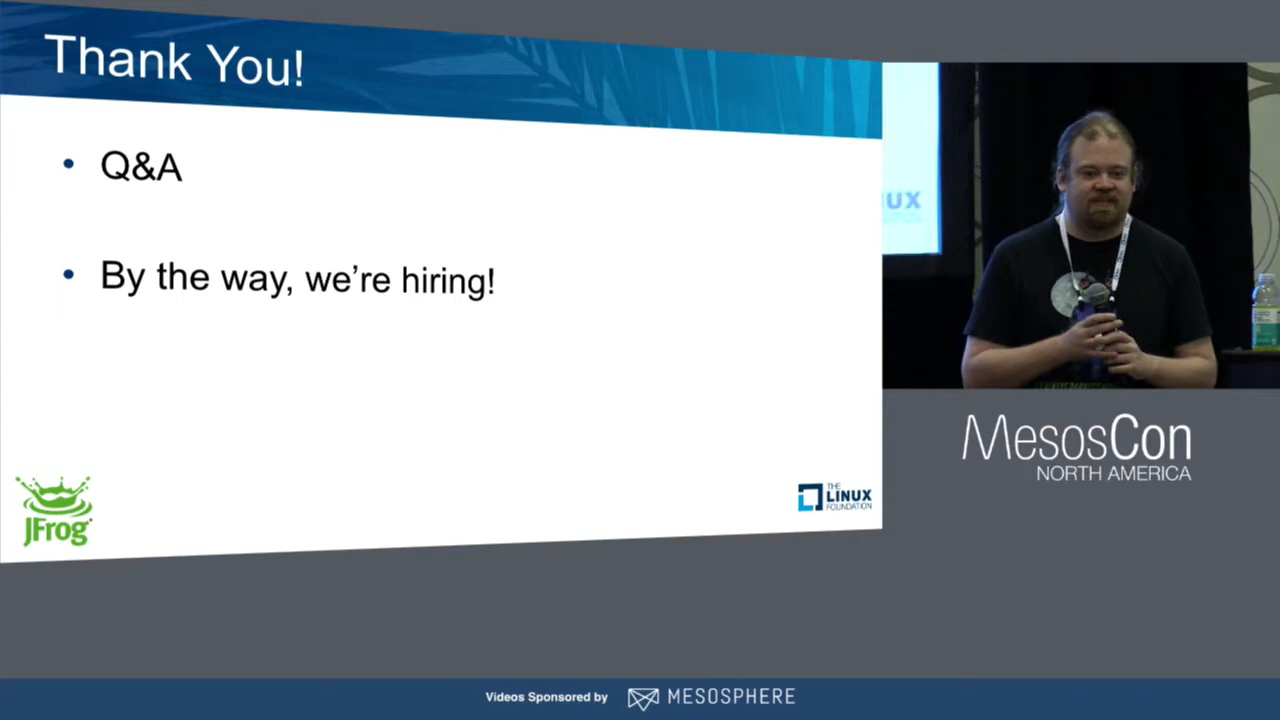 Thank You!
• Q&A
• By the way, we’re hiring!
JFrog
THE
LINUX
FOUNDATION
UX
MesosCon
NORTH AMERICA
Videos Sponsored by MESOSPHERE